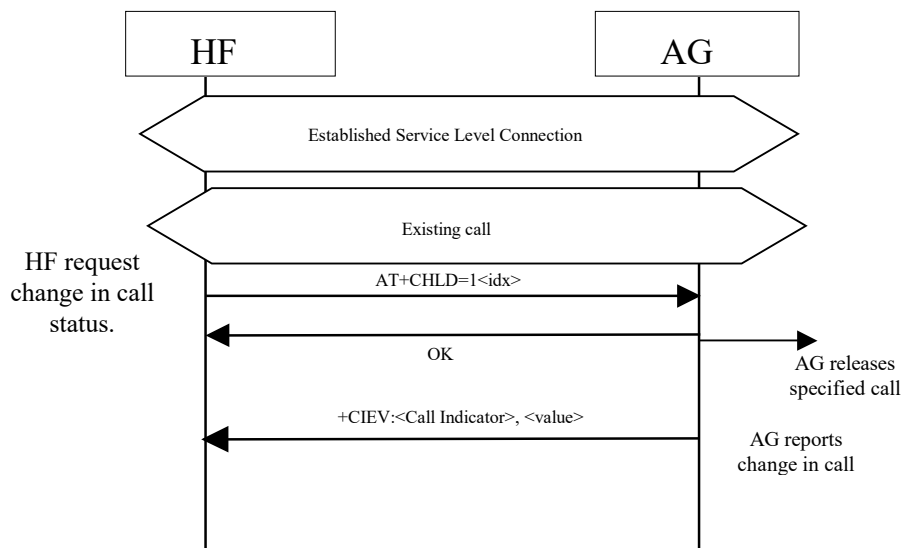 HF
AG
Established Service Level Connection
Existing call
HF request
change in call
status.
AT+CHLD=1<idx>
OK
AG releases
specified call
+CIEV:<Call Indicator>, <value>
AG reports
change in call